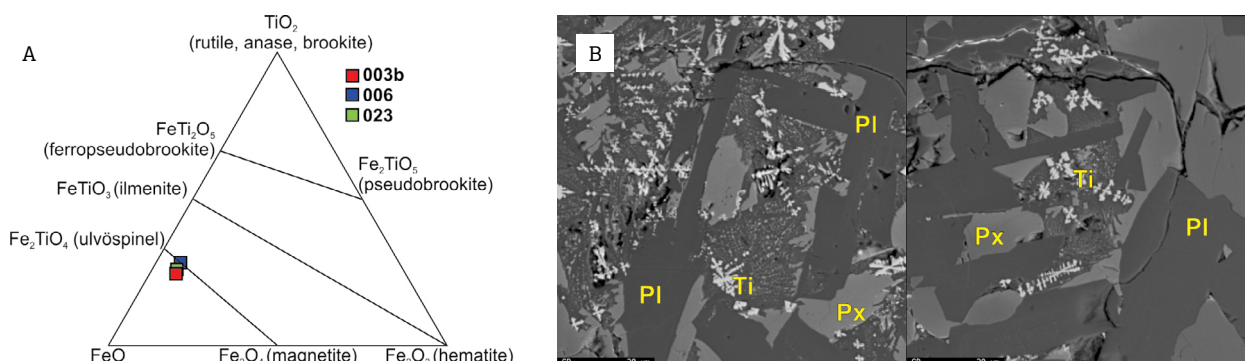 A
TiO₂
(rutile, anase, brookite)
003b
006
023
FeTi₂O₅
(ferropseudobrookite)
Fe₂TiO₅
(pseudobrookite)
FeTiO₃ (ilmenite)
Fe₂TiO₄ (ulvöspinel)
FeO
(magnetite)
(hematite)
B
Pl
Ti
Pl
Px
Ti
Px
Pl